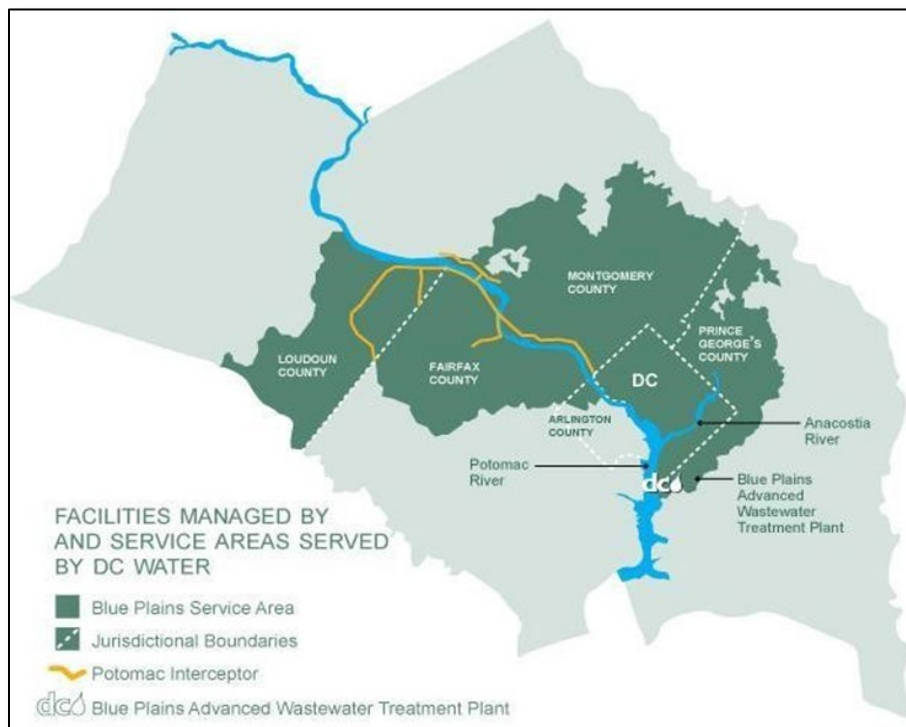 MONTGOMERY
COUNTY
PRINCE
GEORGE'S
COUNTY
LOUDOUN
COUNTY
FAIRFAX
COUNTY
DC
ARLINGTON
COUNTY
Anacostia
River
Potomac
River
dc
Blue Plains
Advanced
Wastewater
Treatment Plant
FACILITIES MANAGED BY
AND SERVICE AREAS SERVED
BY DC WATER
Blue Plains Service Area
Jurisdictional Boundaries
Potomac Interceptor
dc Blue Plains Advanced Wastewater Treatment Plant